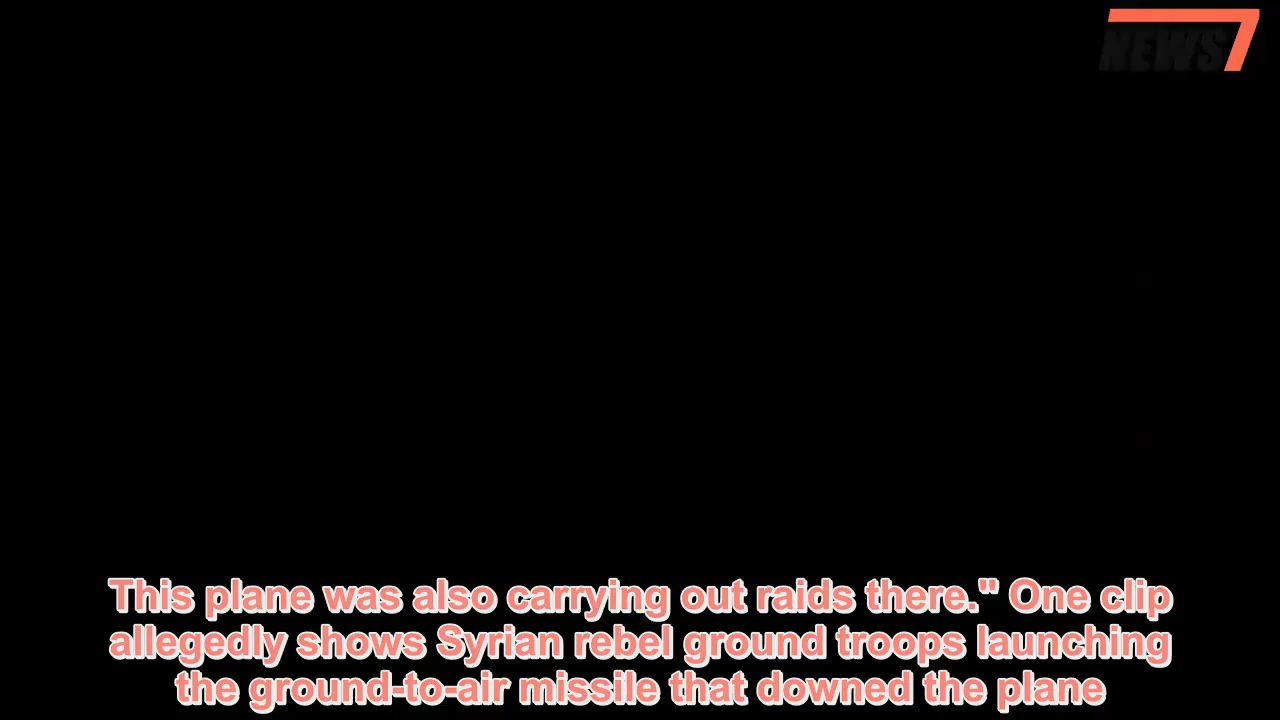 NEWS7
This plane was also carrying out raids there." One clip
allegedly shows Syrian rebel ground troops launching
the ground-to-air missile that downed the plane